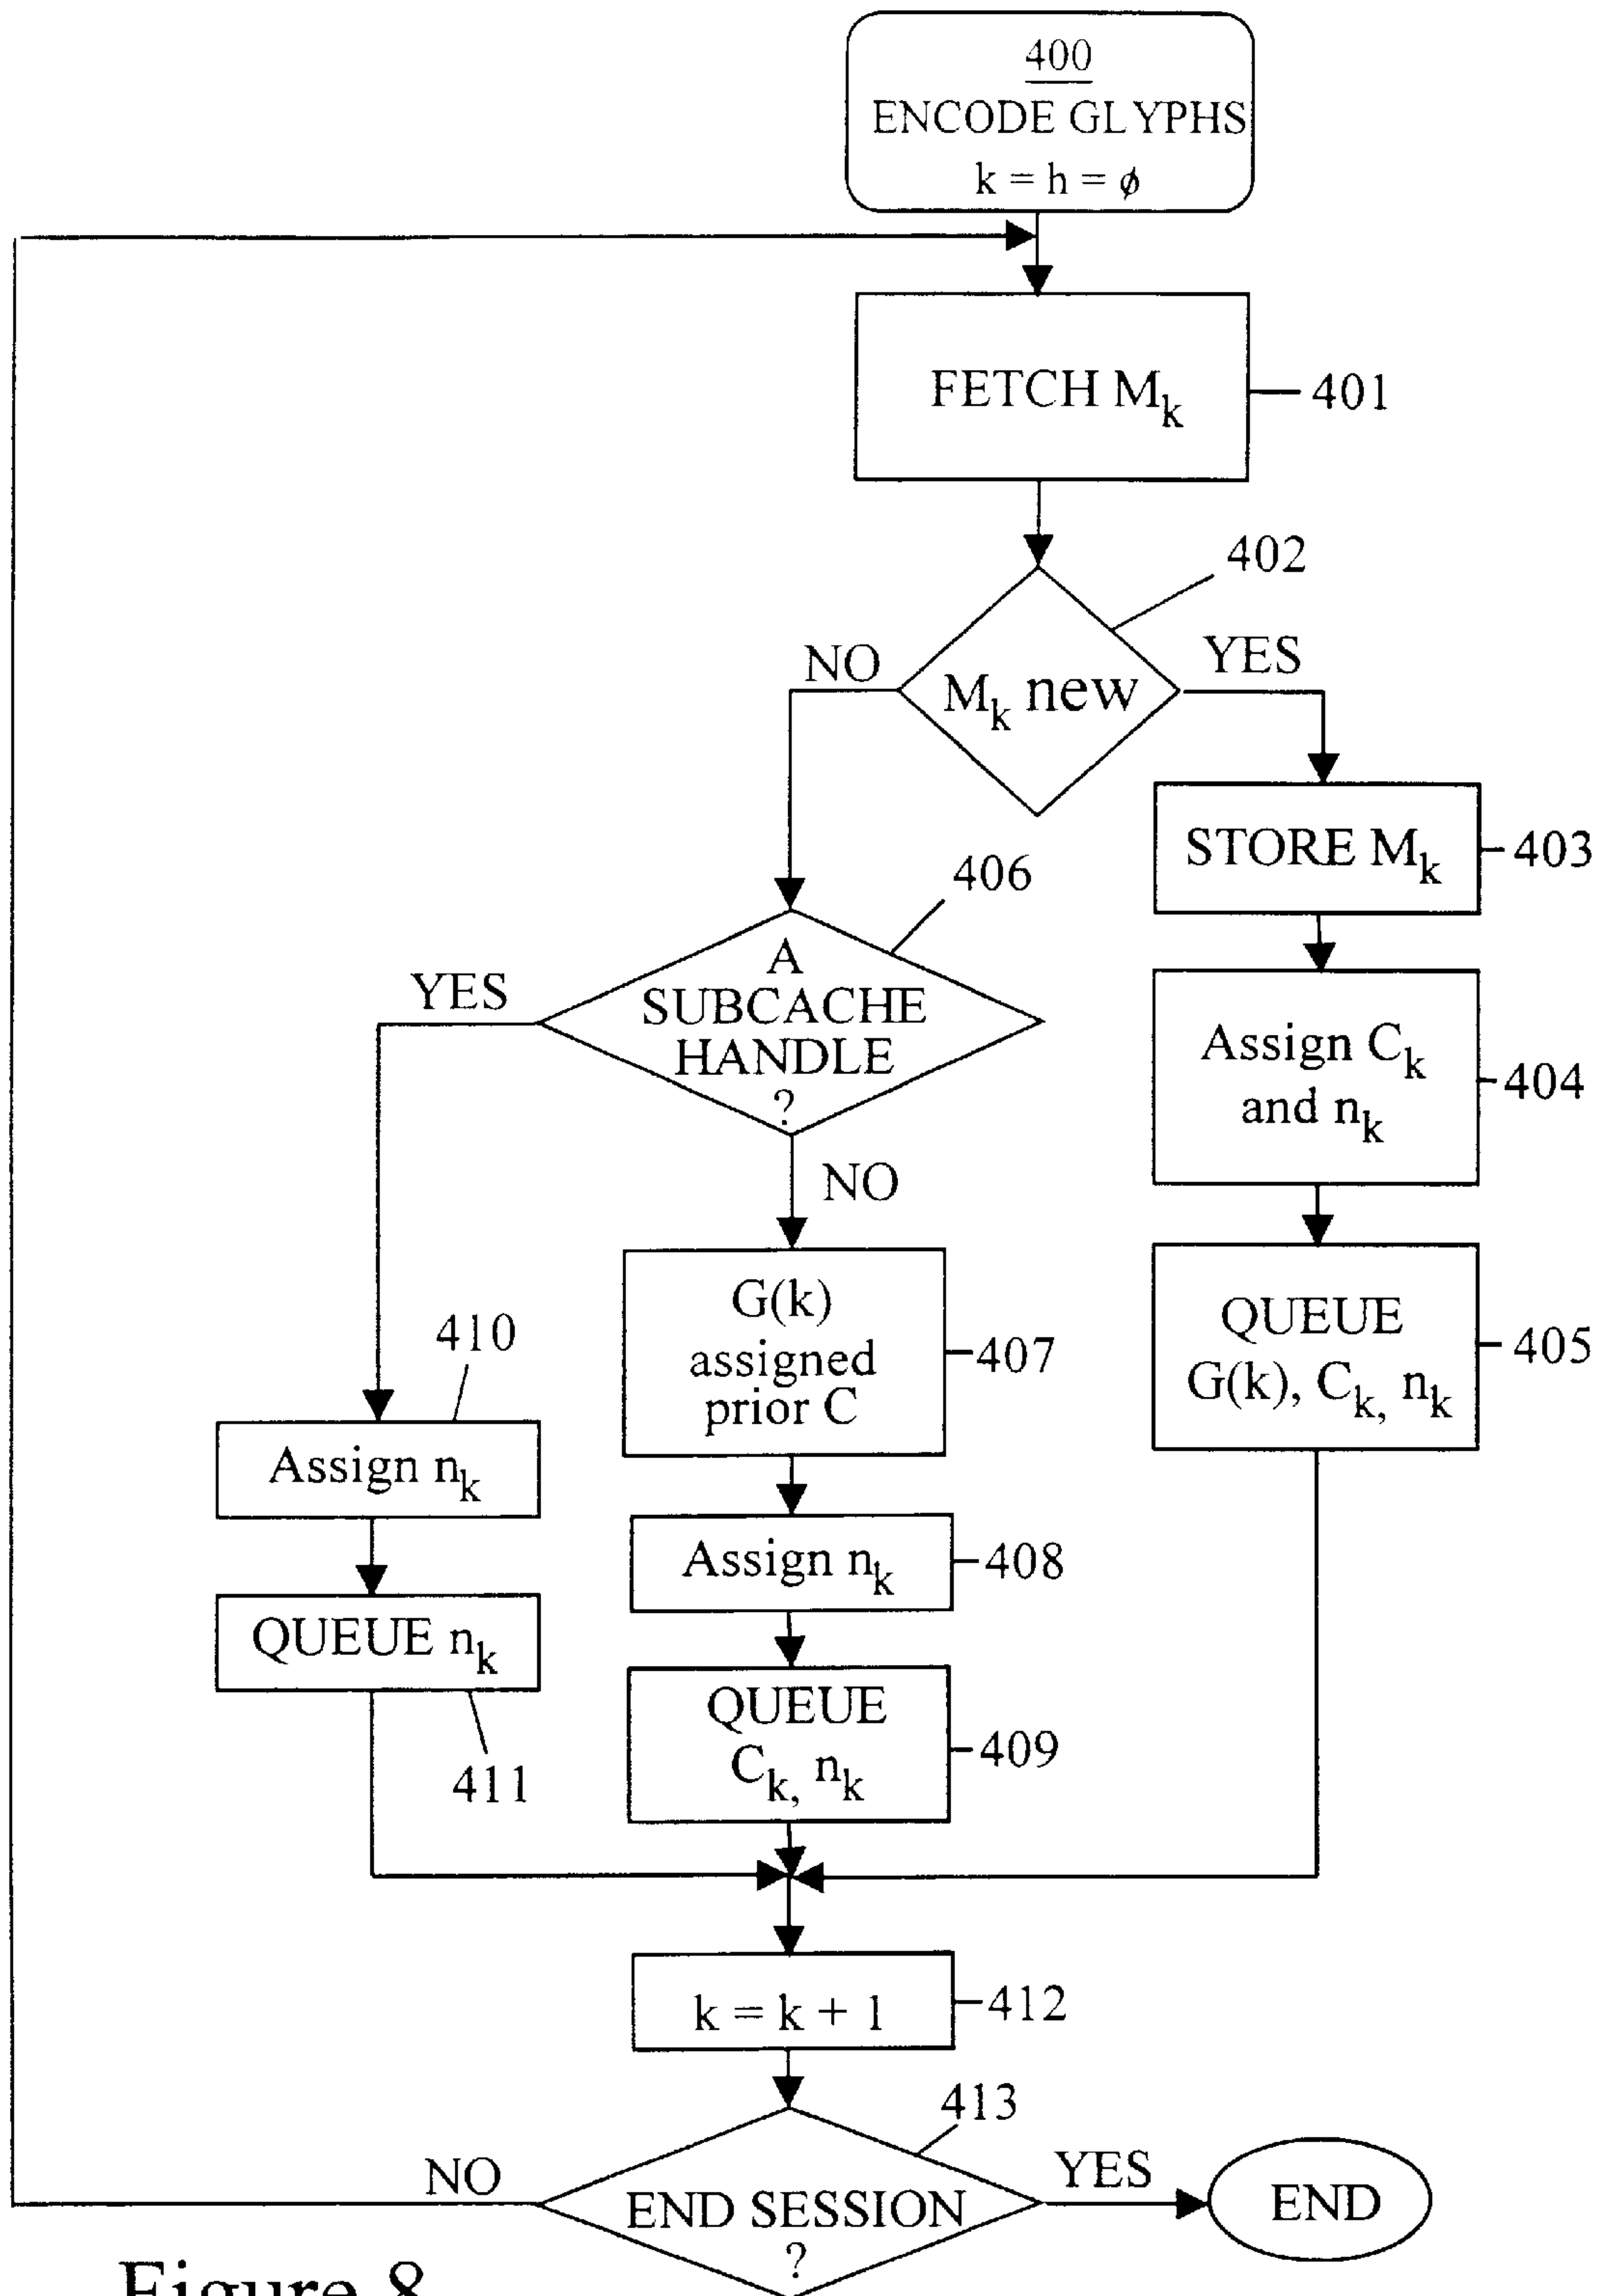 400
ENCODE GLYPHS
k = h = ϕ
FETCH Mk
401
402
NO
YES
Mk new
STORE Mk
403
406
A
SUBCACHE
HANDLE
?
YES
NO
Assign Ck
and nk
404
G(k)
assigned
prior C
407
QUEUE
G(k), Ck, nk
405
410
Assign nk
Assign nk
408
QUEUE nk
411
QUEUE
Ck, nk
409
k = k + 1
412
413
NO
END SESSION
?
YES
END
Figure 8